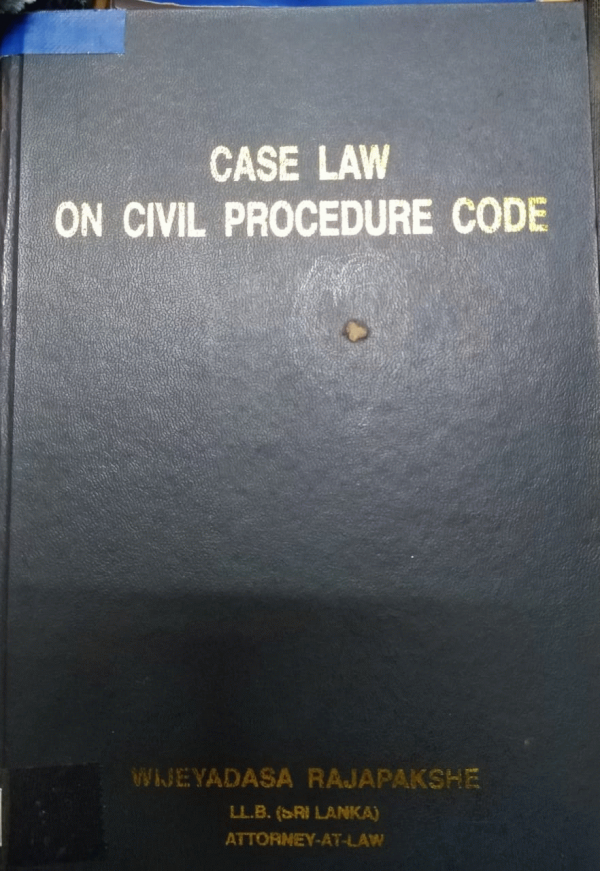 CASE LAW
ON CIVIL PROCEDURE CODE
WIJEYADASA RAJAPAKSHE
LL.B. (SRI LANKA)
ATTORNEY-AT-LAW